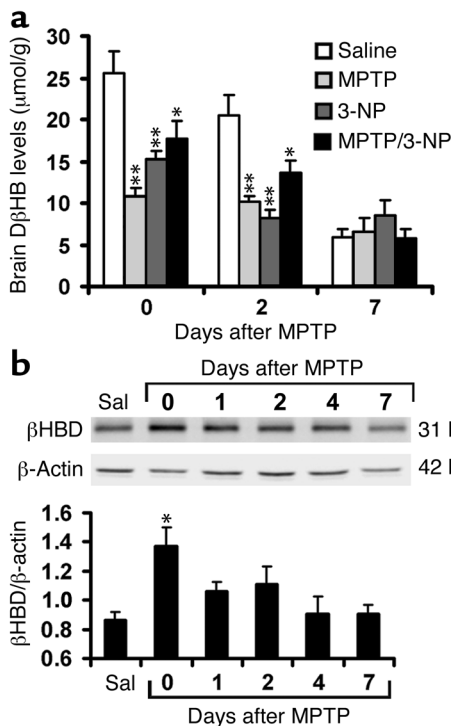 a
Brain DβHB levels (μmol/g)
30
25
20
15
10
5
0
Saline
MPTP
3-NP
MPTP/3-NP
** ** *
** ** *
0 2 7
Days after MPTP
b
Days after MPTP
Sal 0 1 2 4 7
βHBD 31
β-Actin 42
βHBD/β-actin
1.6
1.4
1.2
1.0
0.8
0.6
*
Sal 0 1 2 4 7
Days after MPTP